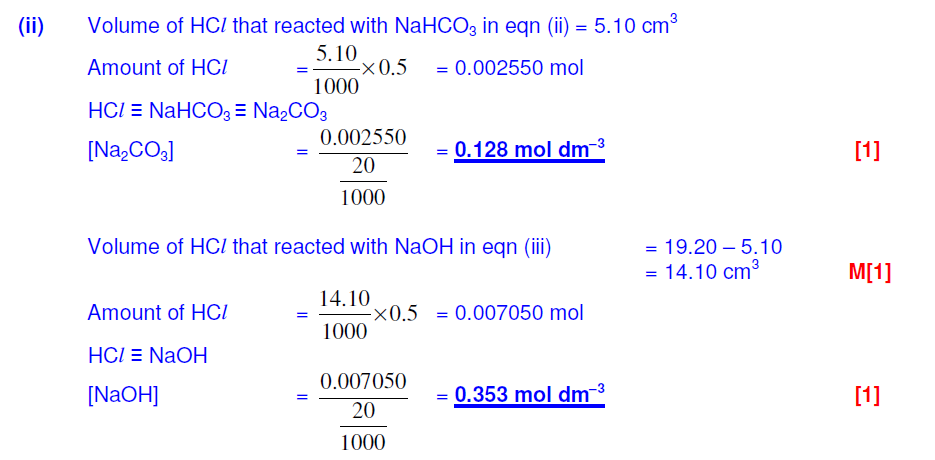 (ii) Volume of HCl that reacted with NaHCO₃ in eqn (ii) = 5.10 cm³
Amount of HCl = 5.10/1000 ×0.5 = 0.002550 mol
HCl ≡ NaHCO₃ ≡ Na₂CO₃
[Na₂CO₃] = 0.002550/(20/1000) = 0.128 mol dm⁻³ [1]
Volume of HCl that reacted with NaOH in eqn (iii) = 19.20 – 5.10
= 14.10 cm³ M[1]
Amount of HCl = 14.10/1000 ×0.5 = 0.007050 mol
HCl ≡ NaOH
[NaOH] = 0.007050/(20/1000) = 0.353 mol dm⁻³ [1]